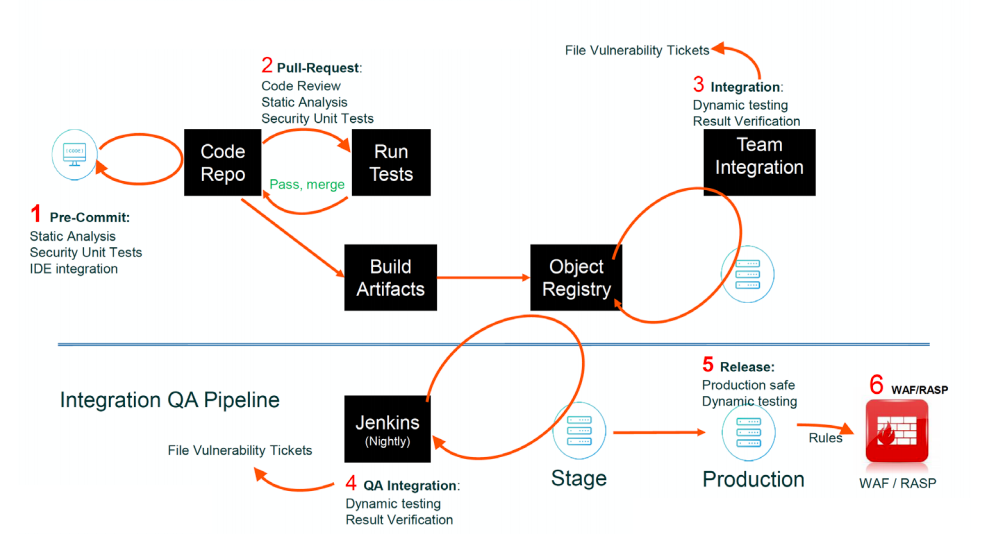 File Vulnerability Tickets
2 Pull-Request:
Code Review
Static Analysis
Security Unit Tests
3 Integration:
Dynamic testing
Result Verification
{CODE}
Code
Repo
Run
Tests
Pass, merge
Team
Integration
1 Pre-Commit:
Static Analysis
Security Unit Tests
IDE integration
Build
Artifacts
Object
Registry
Integration QA Pipeline
Jenkins
(Nightly)
File Vulnerability Tickets
4 QA Integration:
Dynamic testing
Result Verification
Stage
5 Release:
Production safe
Dynamic testing
Production
Rules
6 WAF/RASP
WAF / RASP